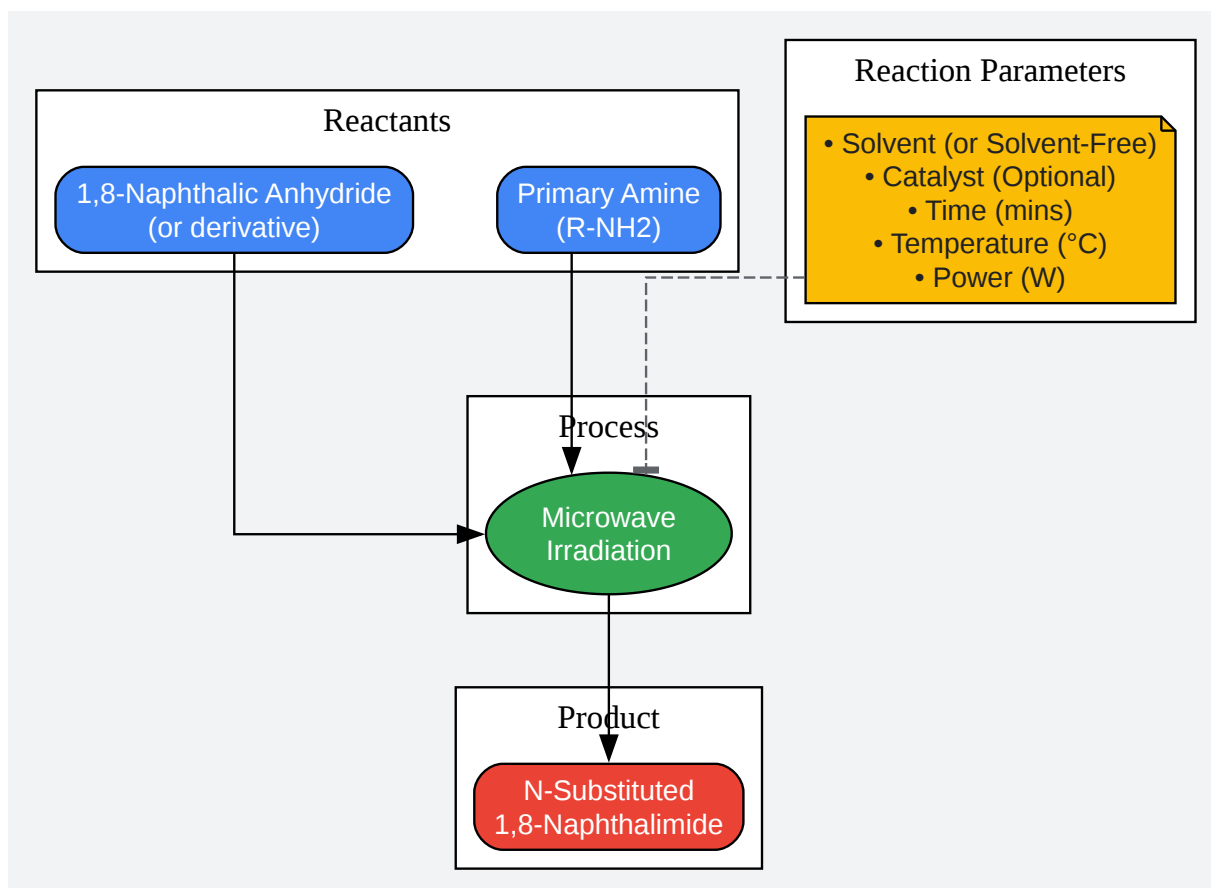 Reaction Parameters
• Solvent (or Solvent-Free)
• Catalyst (Optional)
• Time (mins)
• Temperature (°C)
• Power (W)
Reactants
1,8-Naphthalic Anhydride
(or derivative)
Primary Amine
(R-NH2)
Process
Microwave
Irradiation
Product
N-Substituted
1,8-Naphthalimide